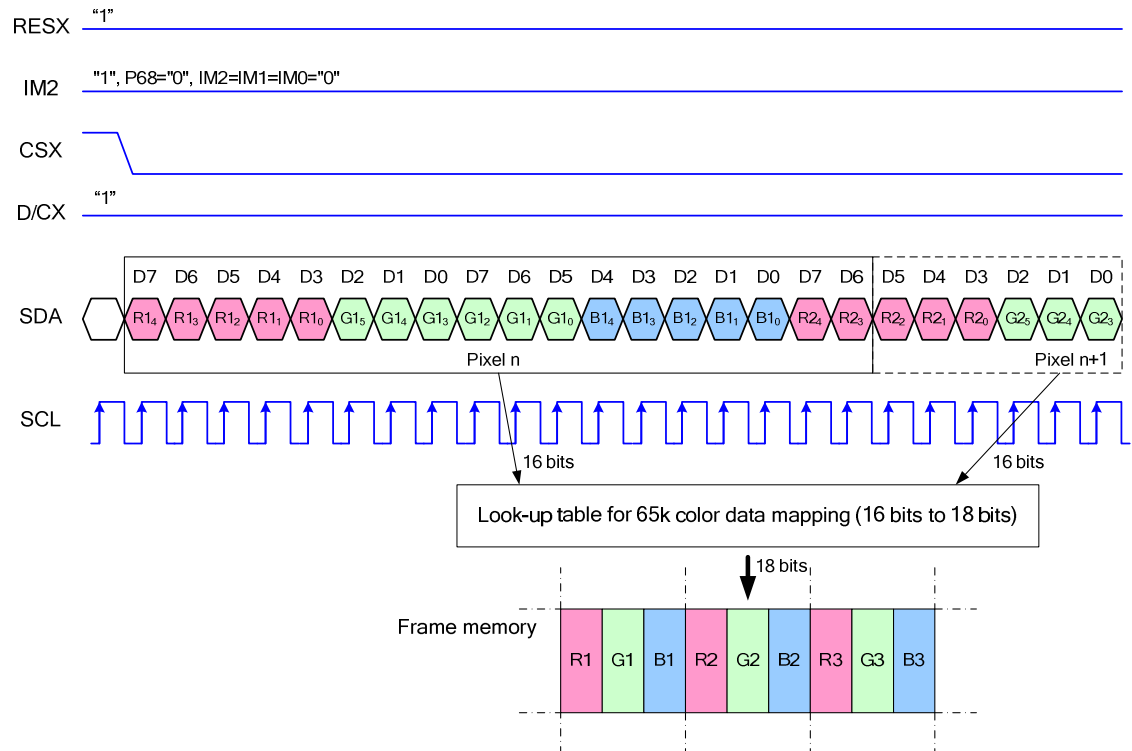 RESX “1”
IM2 "1", P68="0", IM2=IM1=IM0="0"
CSX
D/CX “1”
D7 D6 D5 D4 D3 D2 D1 D0 D7 D6 D5 D4 D3 D2 D1 D0 D7 D6 D5 D4 D3 D2 D1 D0
SDA R1₄ R1₃ R1₂ R1₁ R1₀ G1₅ G1₄ G1₃ G1₂ G1₁ G1₀ B1₄ B1₃ B1₂ B1₁ B1₀ R2₄ R2₃ R2₂ R2₁ R2₀ G2₅ G2₄ G2₃
Pixel n Pixel n+1
SCL
16 bits 16 bits
Look-up table for 65k color data mapping (16 bits to 18 bits)
18 bits
Frame memory
R1 G1 B1 R2 G2 B2 R3 G3 B3